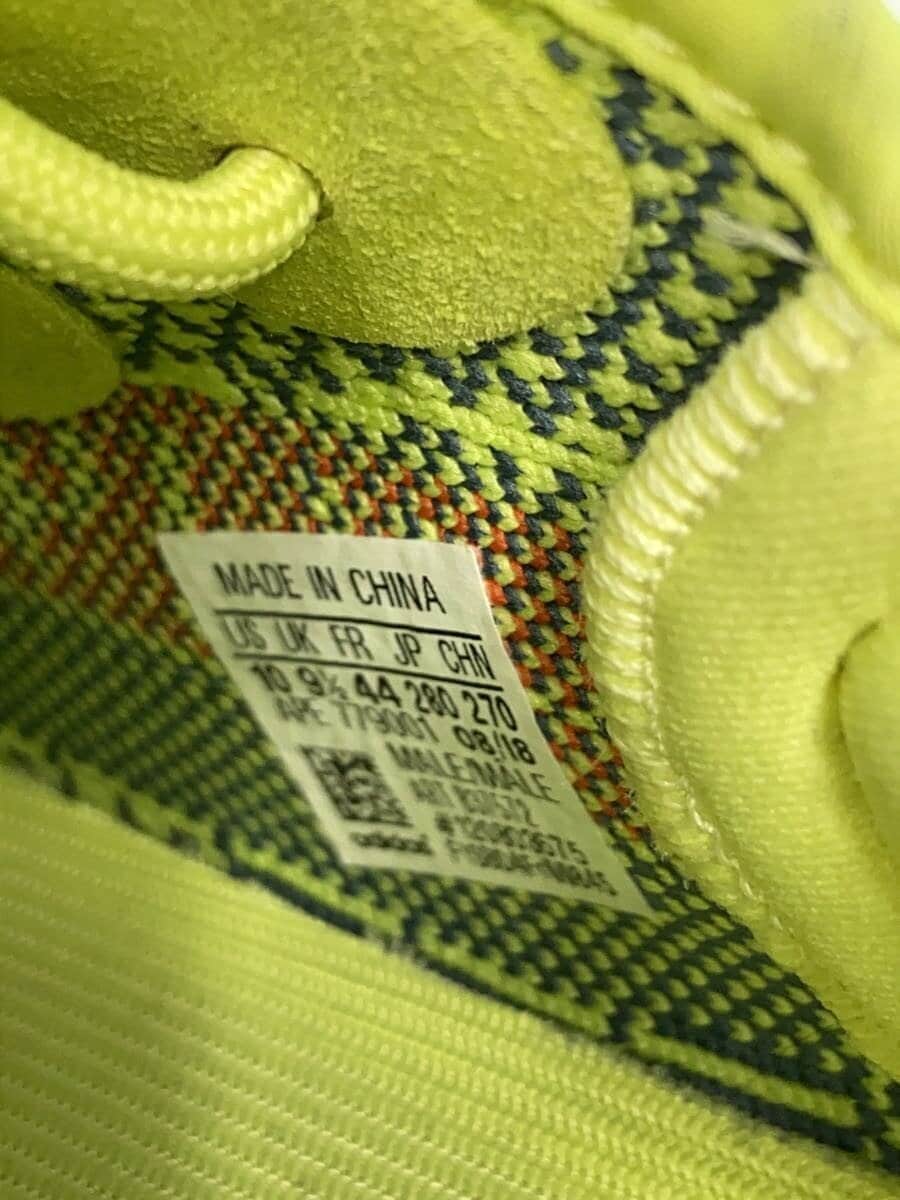 MADE IN CHINA
US UK FR JP CHN
10 9½ 44 280 270
APE 779001 08/18
MALE/MÂLE
ART B37572
#120803675
adidas